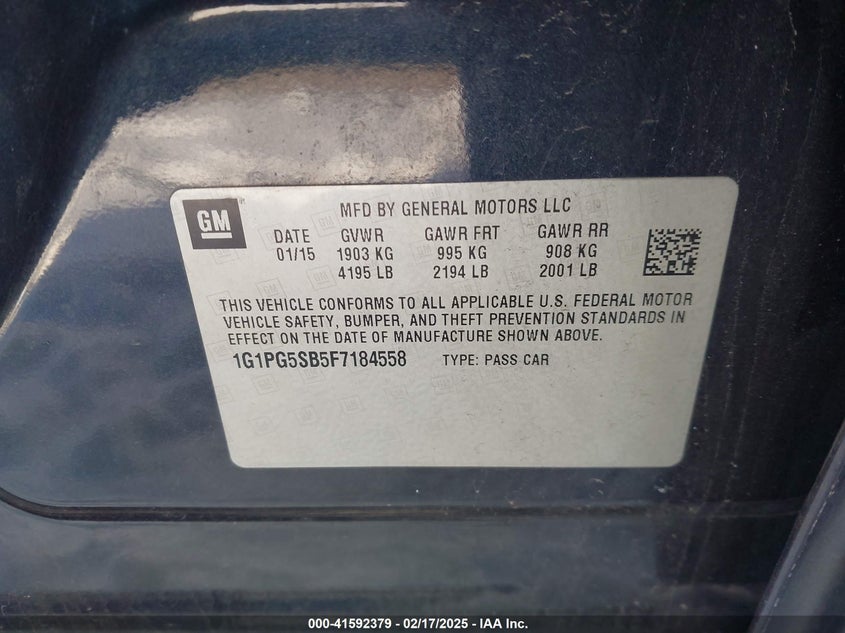 GM
MFD BY GENERAL MOTORS LLC
DATE GVWR GAWR FRT GAWR RR
01/15 1903 KG 995 KG 908 KG
4195 LB 2194 LB 2001 LB
THIS VEHICLE CONFORMS TO ALL APPLICABLE U.S. FEDERAL MOTOR
VEHICLE SAFETY, BUMPER, AND THEFT PREVENTION STANDARDS IN
EFFECT ON THE DATE OF MANUFACTURE SHOWN ABOVE.
1G1PG5SB5F7184558 TYPE: PASS CAR
000-41592379 / 02/17/2025 - IAA Inc.